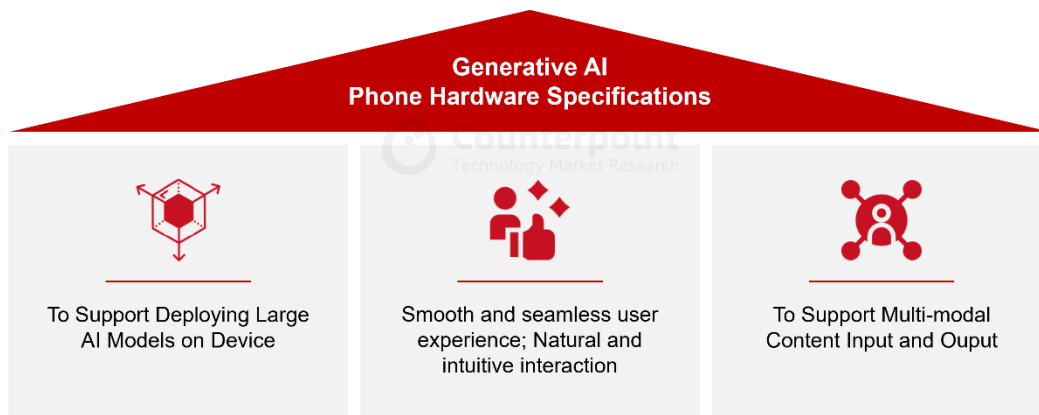 Generative AI
Phone Hardware Specifications
Counterpoint
Technology Market Research
To Support Deploying Large
AI Models on Device
Smooth and seamless user
experience; Natural and
intuitive interaction
To Support Multi-modal
Content Input and Ouput